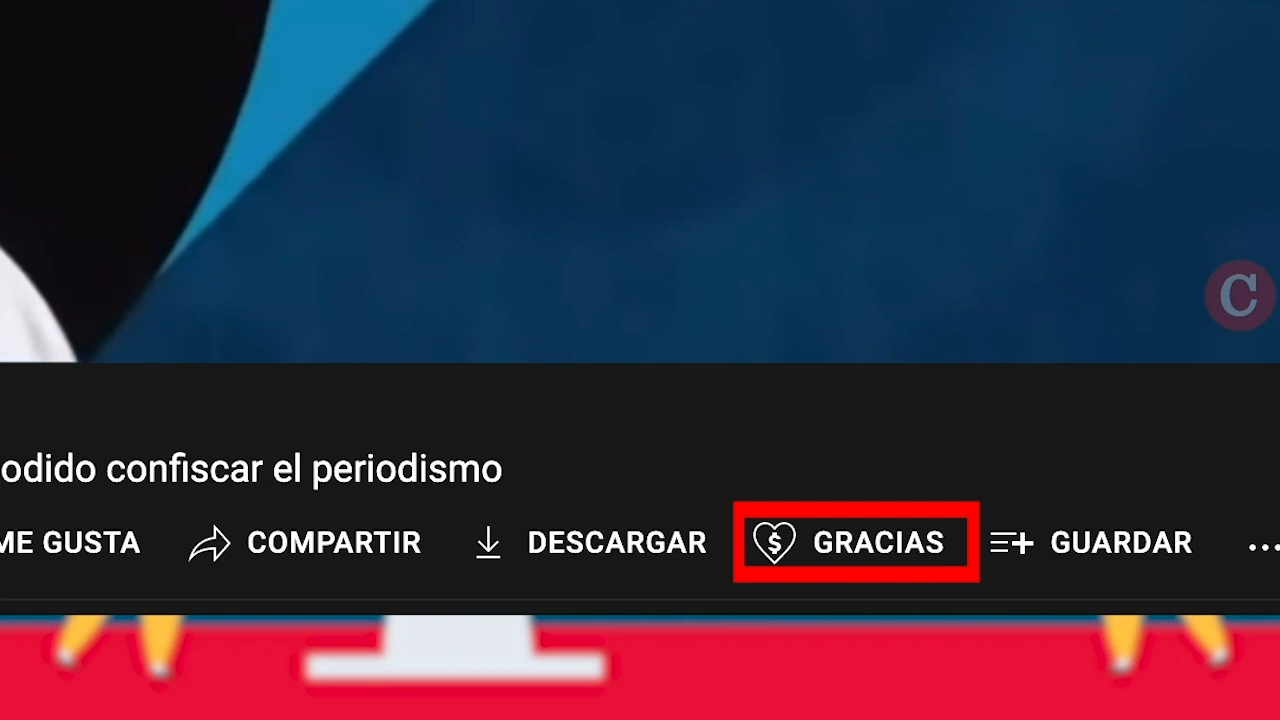 C
odido confiscar el periodismo
ME GUSTA COMPARTIR DESCARGAR $ GRACIAS GUARDAR ...